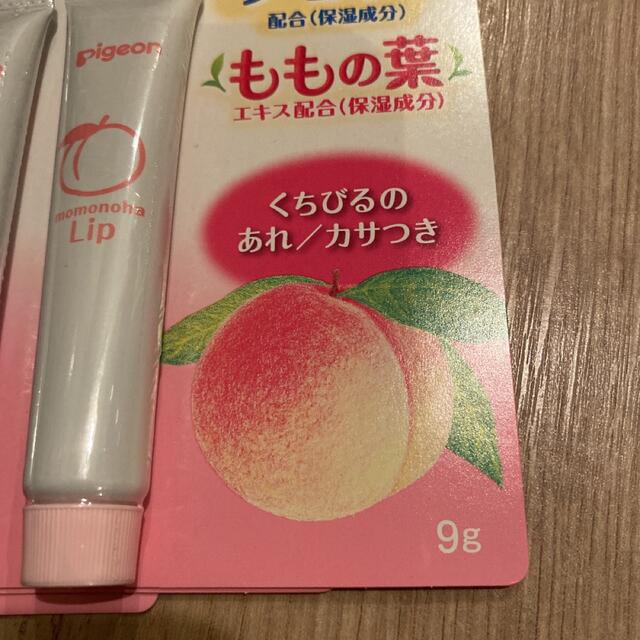 配合(保湿成分)
ももの葉
エキス配合(保湿成分)
くちびるの
あれ/カサつき
9g
Pigeon
momonoha
Lip